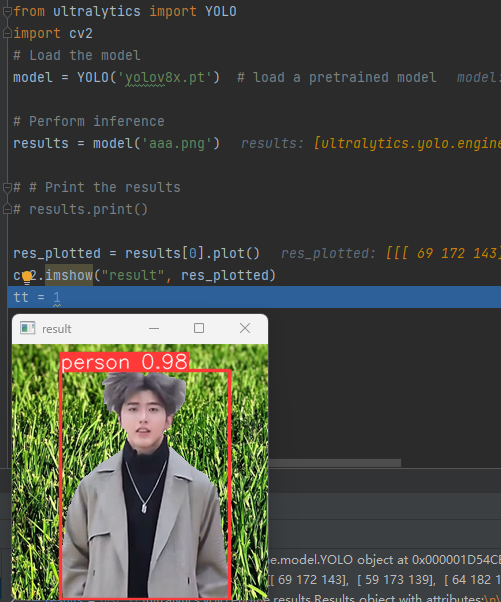 from ultralytics import YOLO
import cv2
# Load the model
model = YOLO('yolov8x.pt')  # load a pretrained model  model:
# Perform inference
results = model('aaa.png')  results: [ultralytics.yolo.engine
# # Print the results
# results.print()
res_plotted = results[0].plot()  res_plotted: [[[ 69 172 143]
cv2.imshow("result", res_plotted)
tt = 1
result
person 0.98
ne.model.YOLO object at 0x000001D54CE
[ 69 172 143], [ 59 173 139], [ 64 182 1
results.Results object with attributes:\n